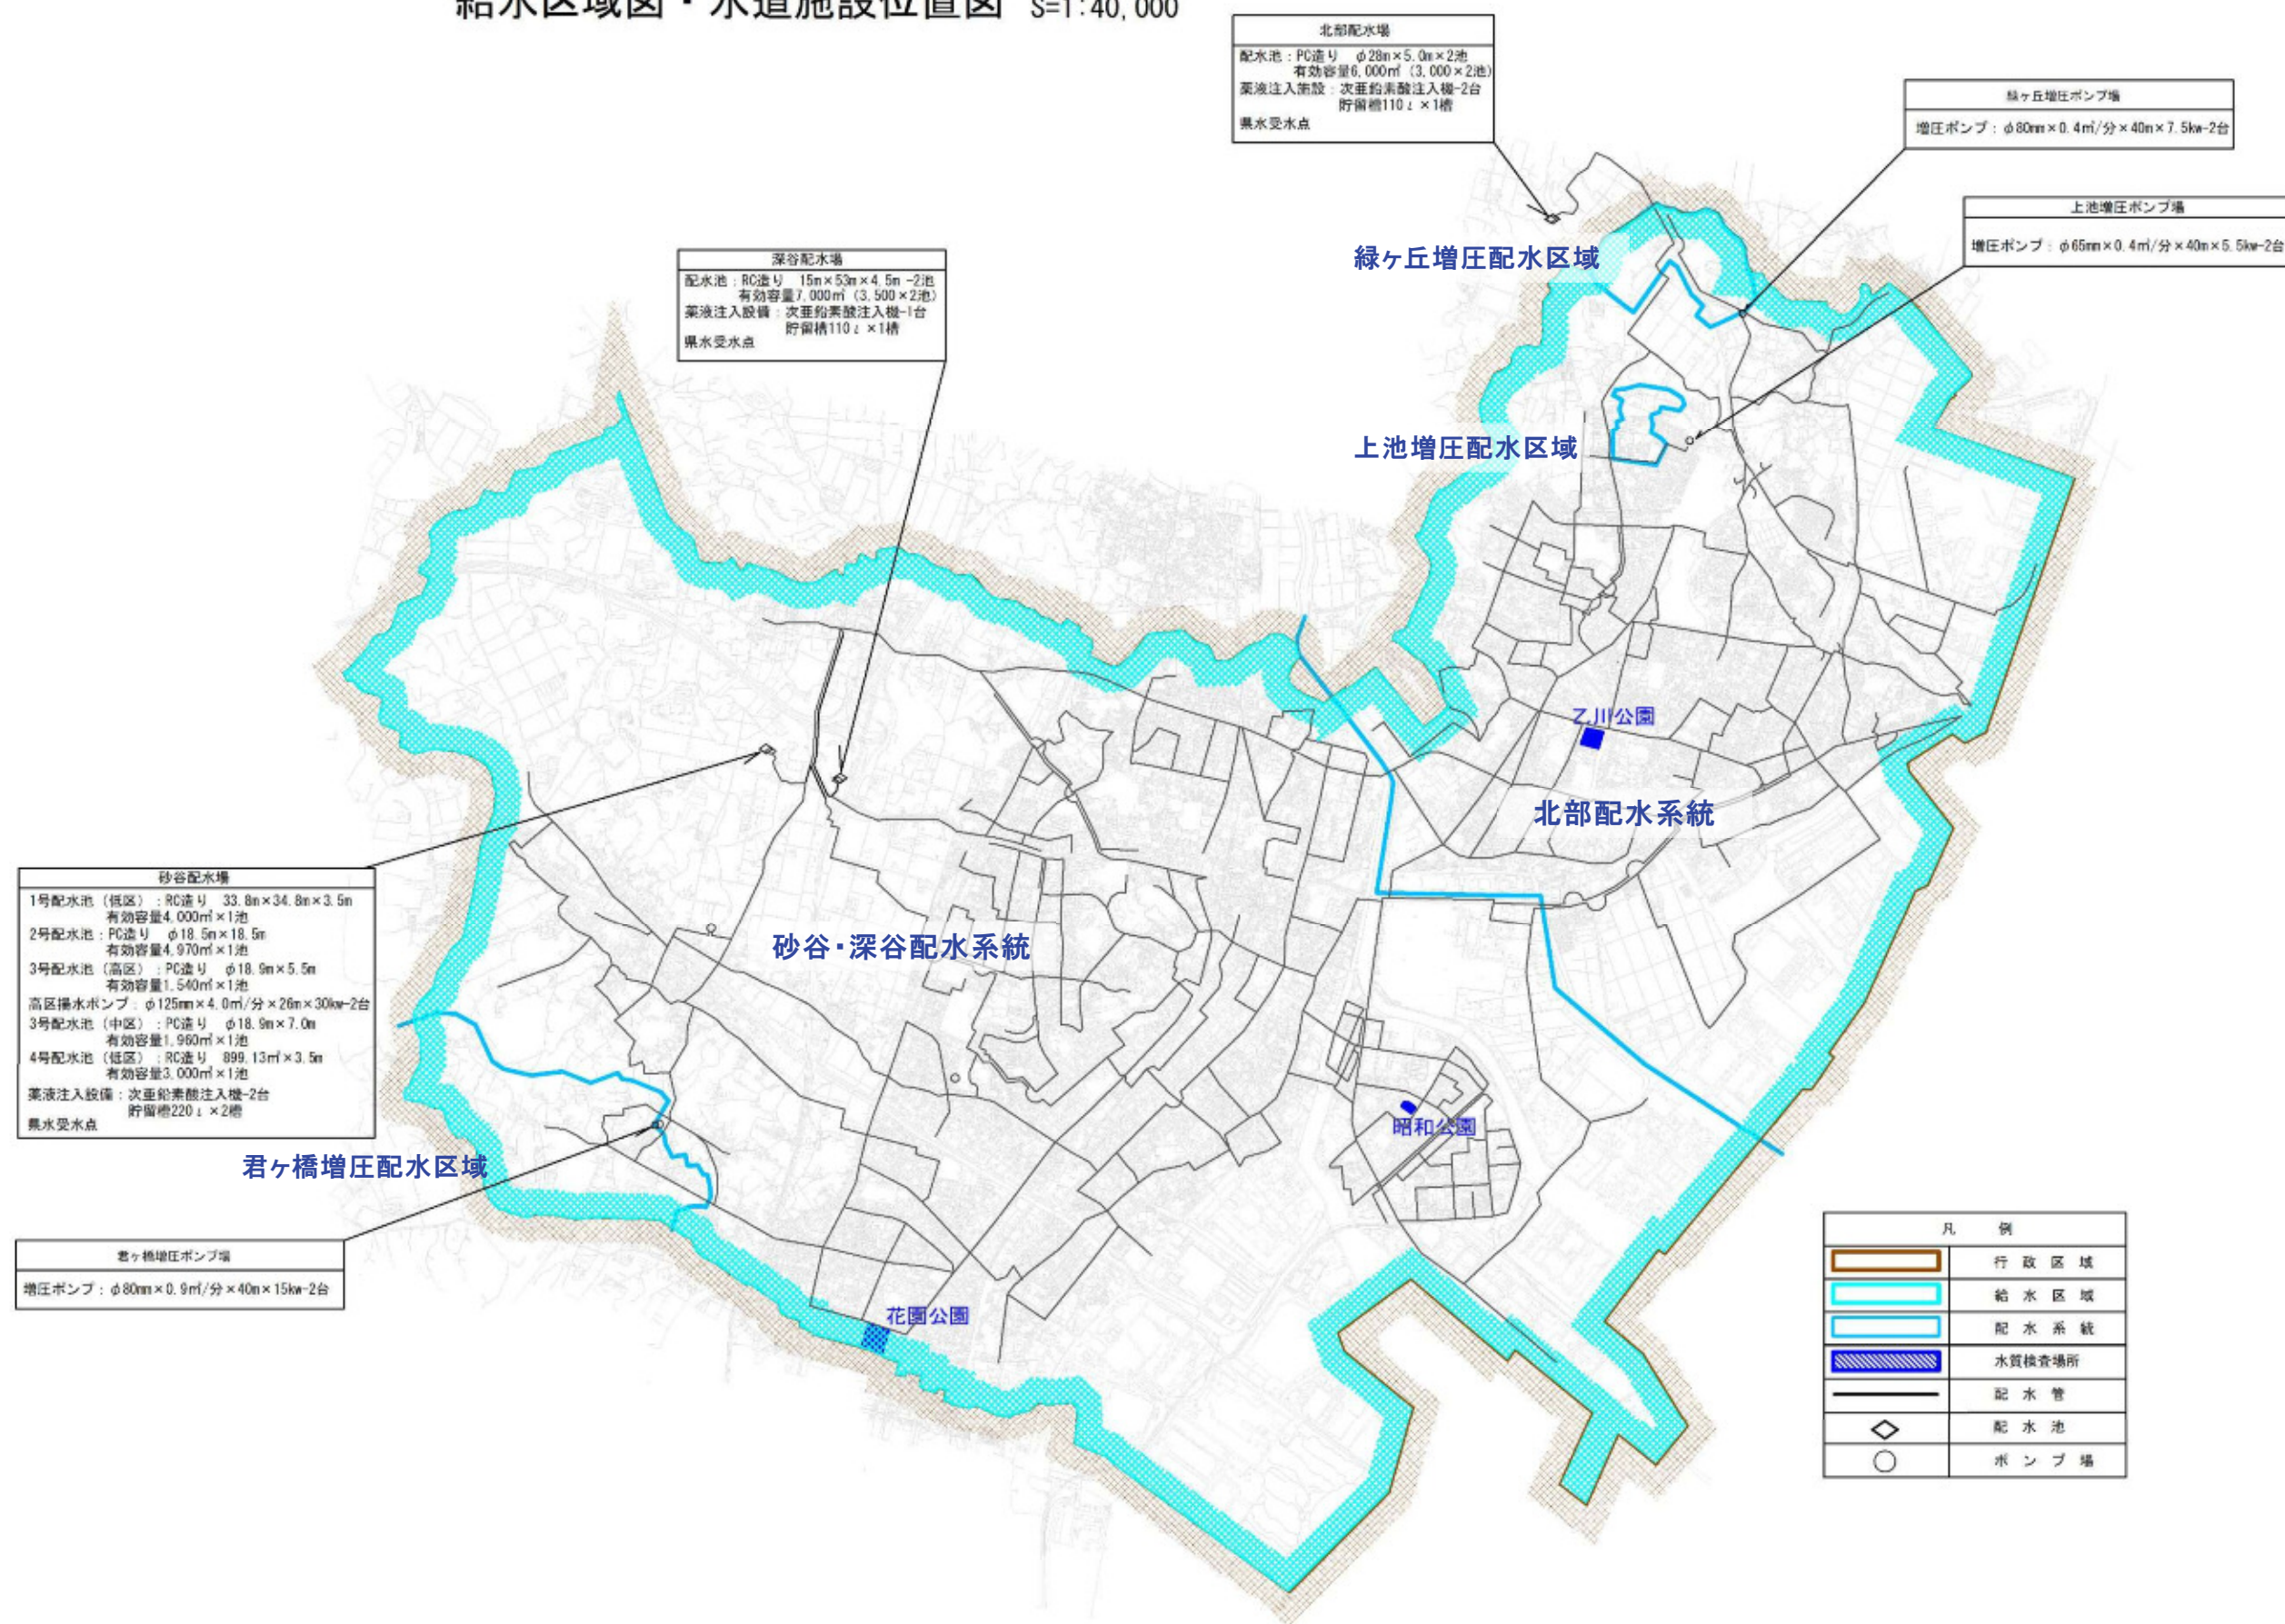 給水区域図・水道施設位置図 S=1:40,000
北部配水場
配水池：PC造り φ28m×5.0m×2池
有効容量6,000㎥（3,000×2池）
薬液注入施設：次亜鉛素酸注入機-2台
貯留槽110ℓ×1槽
県水受水点
緑ヶ丘増圧ポンプ場
増圧ポンプ：φ80mm×0.4㎥/分×40m×7.5kw-2台
上池増圧ポンプ場
増圧ポンプ：φ65mm×0.4㎥/分×40m×5.5kw-2台
深谷配水場
配水池：RC造り 15m×53m×4.5m -2池
有効容量7,000㎥（3,500×2池）
薬液注入設備：次亜鉛素酸注入機-1台
貯留槽110ℓ×1槽
県水受水点
緑ヶ丘増圧配水区域
上池増圧配水区域
乙川公園
北部配水系統
砂谷配水場
1号配水池（低区）：RC造り 33.8m×34.8m×3.5m
有効容量4,000㎥×1池
2号配水池：PC造り φ18.5m×18.5m
有効容量4,970㎥×1池
3号配水池（高区）：PC造り φ18.9m×5.5m
有効容量1,540㎥×1池
高区揚水ポンプ：φ125mm×4.0㎥/分×26m×30kw-2台
3号配水池（中区）：PC造り φ18.9m×7.0m
有効容量1,960㎥×1池
4号配水池（低区）：RC造り 899.13㎡×3.5m
有効容量3,000㎥×1池
薬液注入設備：次亜鉛素酸注入機-2台
貯留槽220ℓ×2槽
県水受水点
砂谷・深谷配水系統
昭和公園
君ヶ橋増圧配水区域
君ヶ橋増圧ポンプ場
増圧ポンプ：φ80mm×0.9㎥/分×40m×15kw-2台
花園公園
凡 例
行 政 区 域
給 水 区 域
配 水 系 統
水質検査場所
配 水 管
配 水 池
ポ ン プ 場